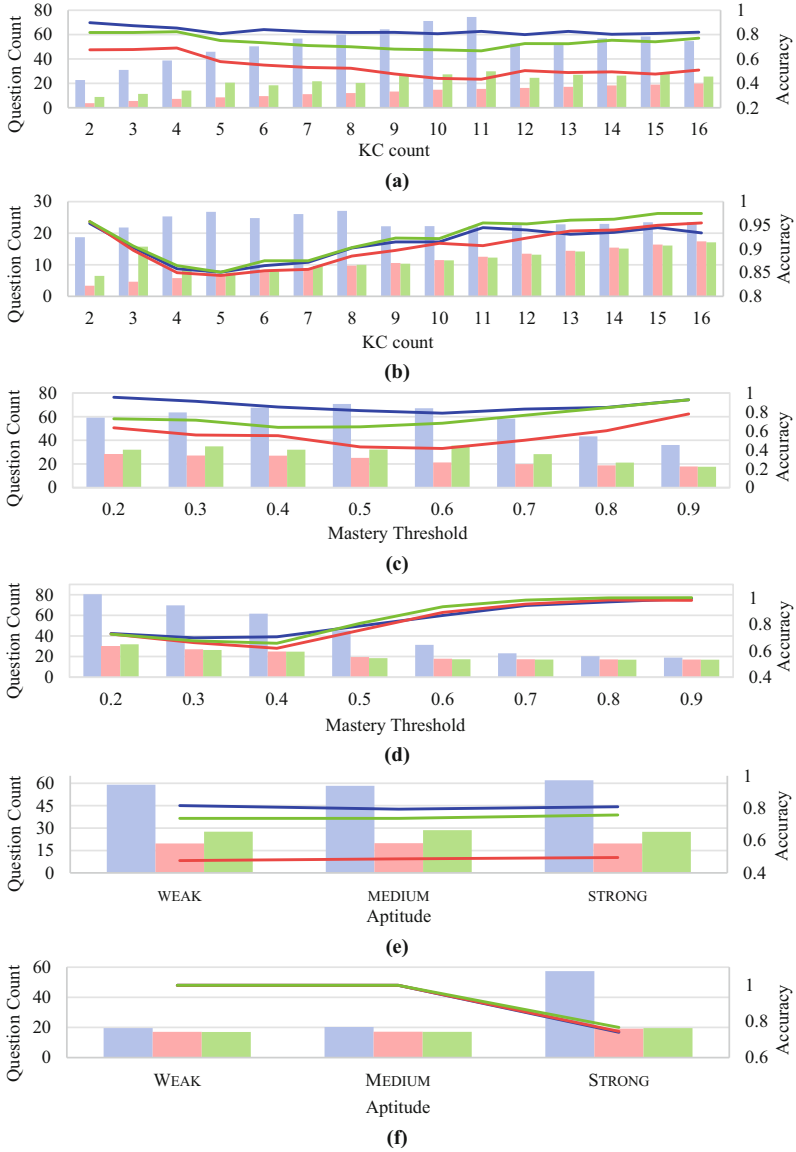 80 1
60 0.8
40 0.6
20 0.4
0 0.2
Question Count
Accuracy
2 3 4 5 6 7 8 9 10 11 12 13 14 15 16
KC count
(a)
30 1
20 0.95
0.9
10 0.85
0 0.8
Question Count
Accuracy
2 3 4 5 6 7 8 9 10 11 12 13 14 15 16
KC count
(b)
80 1
60 0.8
0.6
40 0.4
20 0.2
0 0
Question Count
Accuracy
0.2 0.3 0.4 0.5 0.6 0.7 0.8 0.9
Mastery Threshold
(c)
80 1
60 0.8
40 0.6
20
0 0.4
Question Count
Accuracy
0.2 0.3 0.4 0.5 0.6 0.7 0.8 0.9
Mastery Threshold
(d)
60 1
45 0.8
30 0.6
15
0 0.4
Question Count
Accuracy
WEAK MEDIUM STRONG
Aptitude
(e)
60
40 1
20 0.8
0 0.6
Question Count
Accuracy
WEAK MEDIUM STRONG
Aptitude
(f)